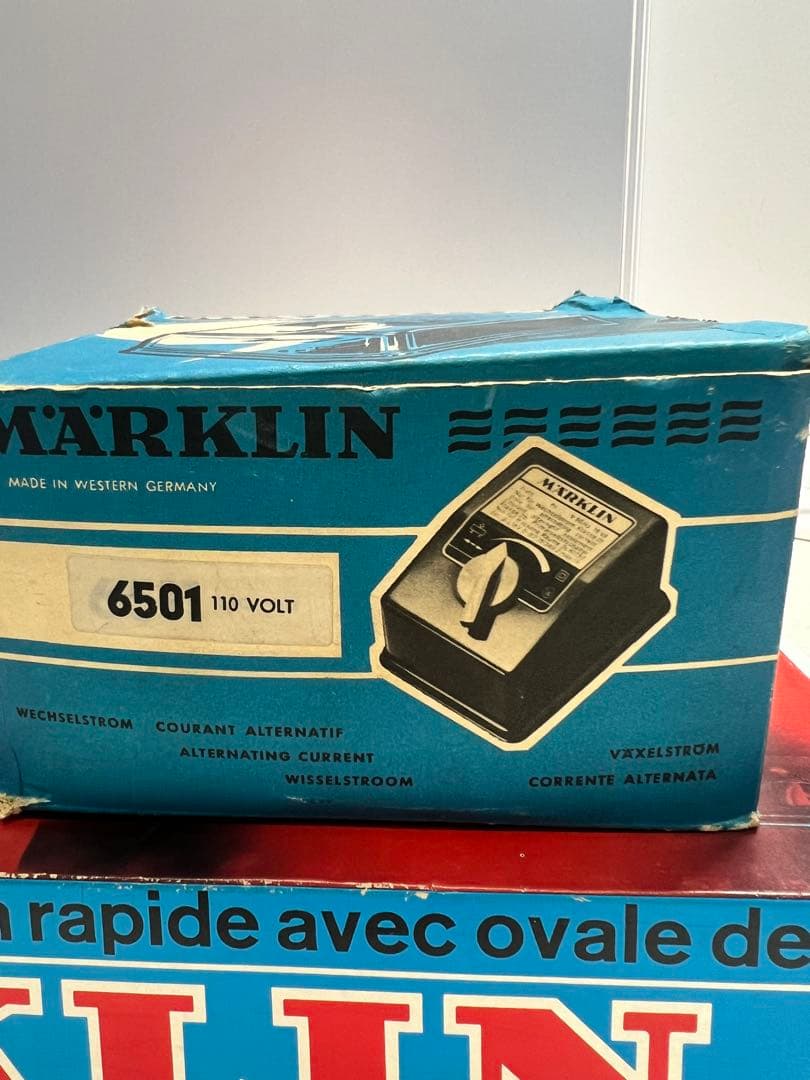 MÄRKLIN
MADE IN WESTERN GERMANY
MÄRKLIN
6501 110 VOLT
WECHSELSTROM COURANT ALTERNATIF
ALTERNATING CURRENT
WISSELSTROOM
VÄXELSTRÖM
CORRENTE ALTERNATA
rapide avec ovale de
KLIN